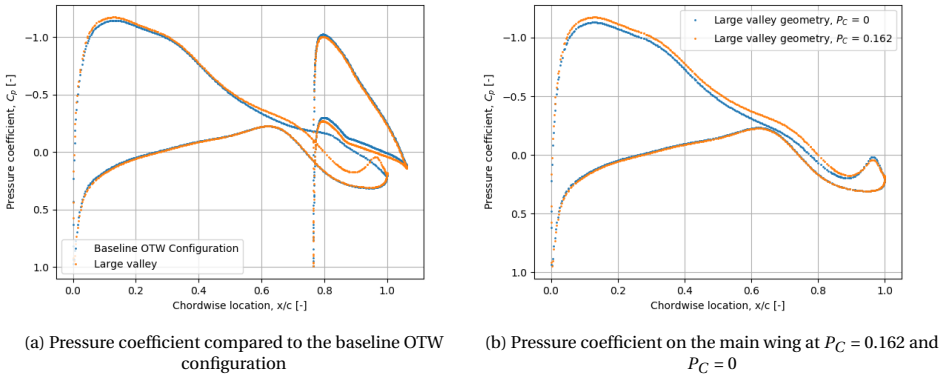 −1.0
−0.5
0.0
0.5
1.0
Pressure coefficient, Cp [-]
Baseline OTW Configuration
Large valley
0.0 0.2 0.4 0.6 0.8 1.0
Chordwise location, x/c [-]
(a) Pressure coefficient compared to the baseline OTW
configuration
Large valley geometry, PC = 0
Large valley geometry, PC = 0.162
−1.0
−0.5
0.0
0.5
1.0
Pressure coefficient, Cp [-]
0.0 0.2 0.4 0.6 0.8 1.0
Chordwise location, x/c [-]
(b) Pressure coefficient on the main wing at PC = 0.162 and
PC = 0